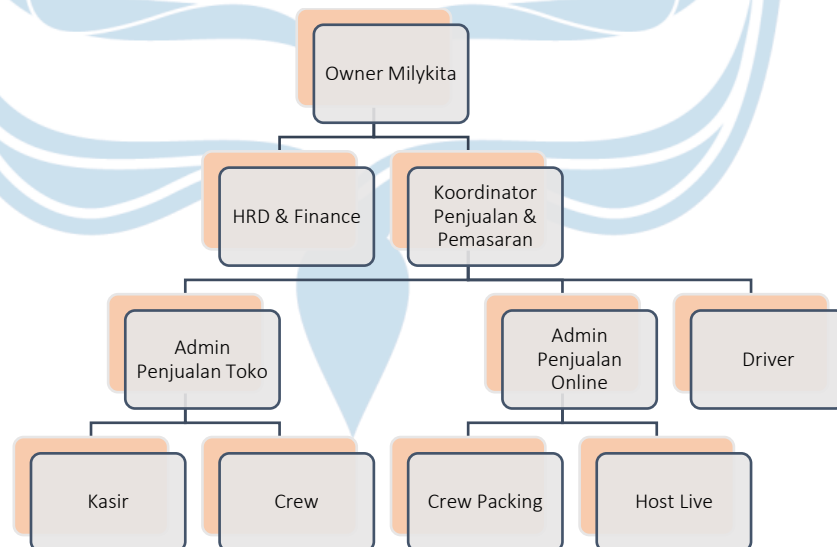 Owner Milykita
HRD & Finance
Koordinator
Penjualan &
Pemasaran
Admin
Penjualan Toko
Admin
Penjualan
Online
Driver
Kasir
Crew
Crew Packing
Host Live